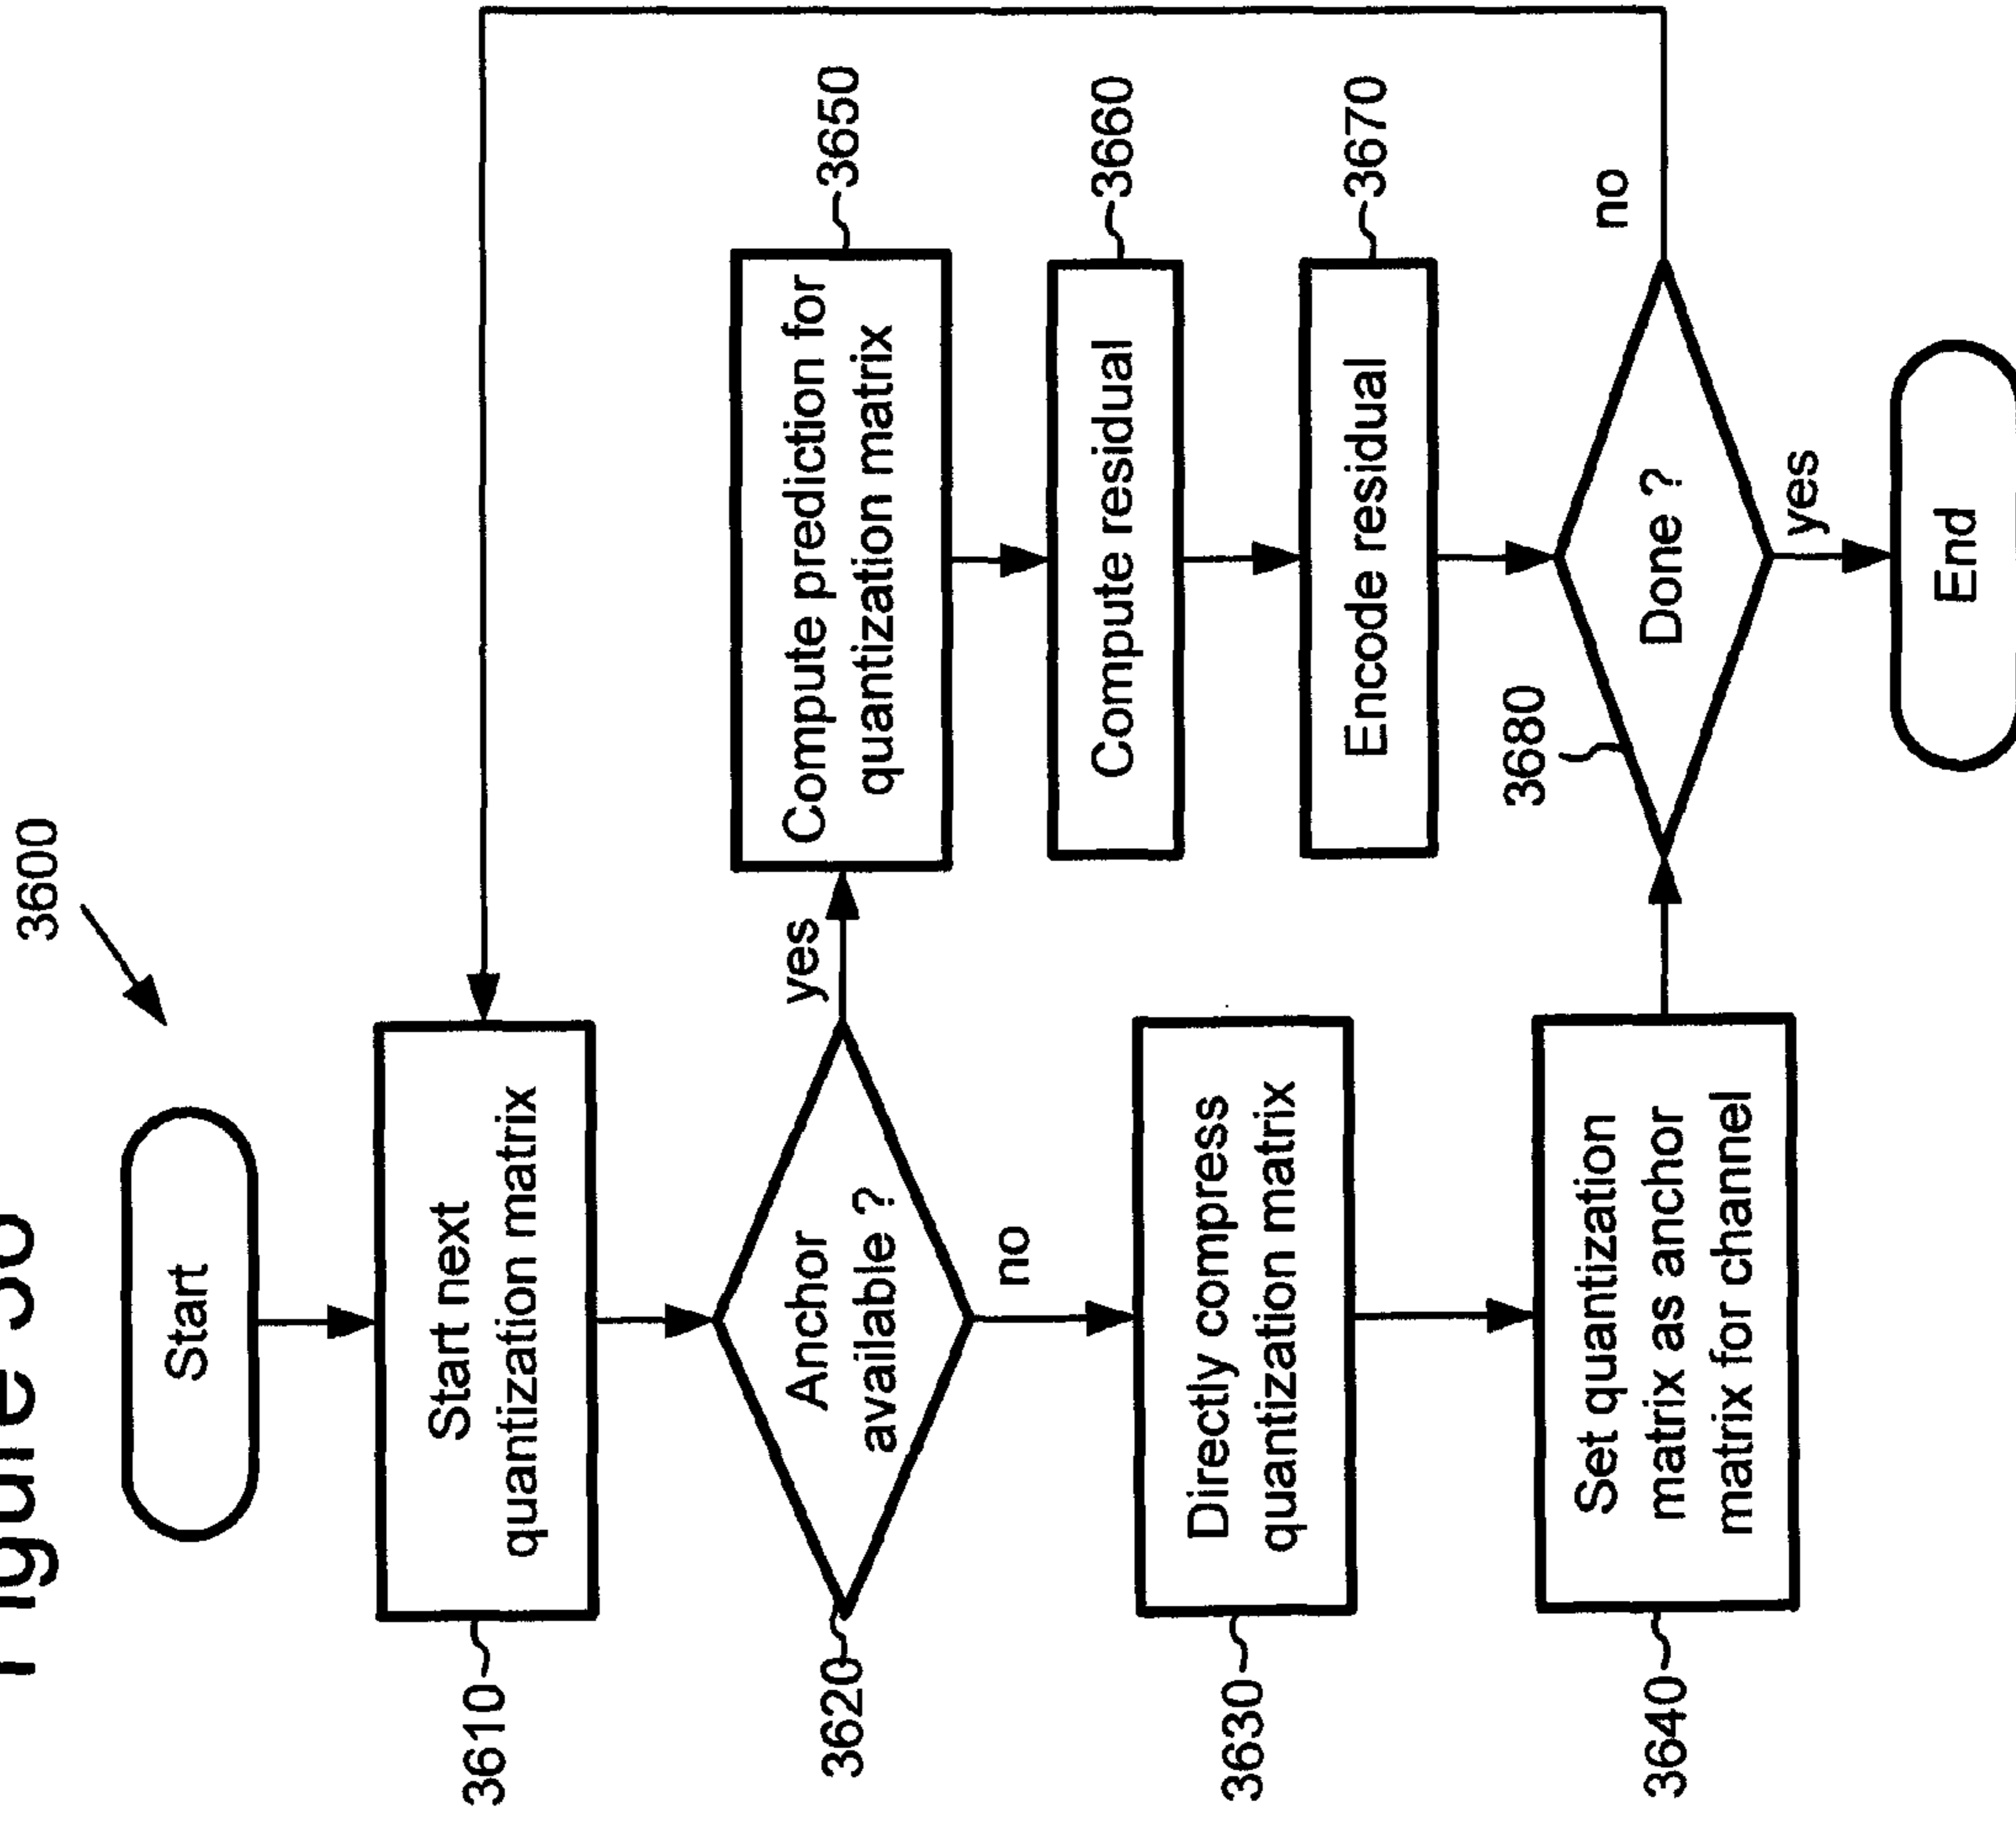 3600
Start
Start next
quantization matrix
3610
Anchor
available ?
3620
yes
no
Compute prediction for
quantization matrix
3650
Compute residual
3660
Encode residual
3670
Directly compress
quantization matrix
3630
Set quantization
matrix as anchor
matrix for channel
3640
3680
Done ?
no
yes
End